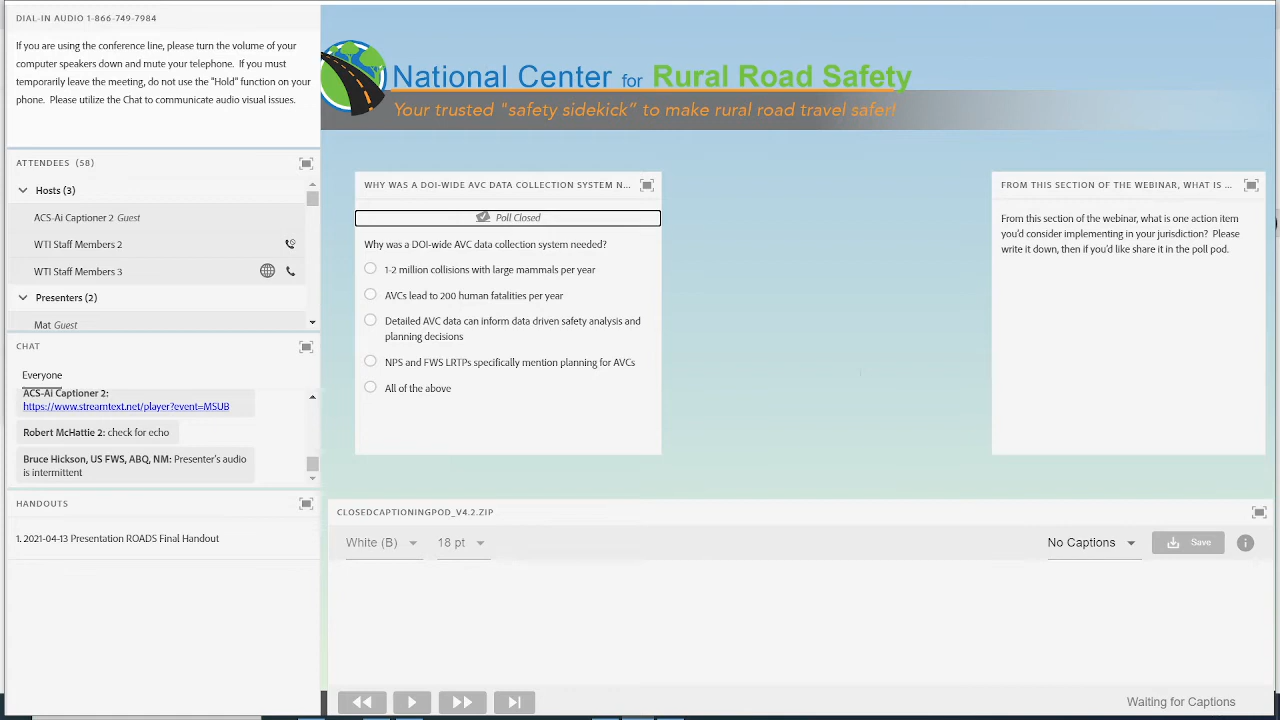 DIAL-IN AUDIO 1-866-749-7984
If you are using the conference line, please turn the volume of your
computer speakers down and mute your telephone. If you must
temporarily leave the meeting, do not use the "Hold" function on your
phone. Please utilize the Chat to communicate audio visual issues.
ATTENDEES (58)
Hosts (3)
ACS-Ai Captioner 2 Guest
WTI Staff Members 2
WTI Staff Members 3
Presenters (2)
Mat Guest
CHAT
Everyone
ACS-Ai Captioner 2:
https://www.streamtext.net/player?event=MSUB
Robert McHattie 2: check for echo
Bruce Hickson, US FWS, ABQ, NM: Presenter's audio
is intermittent
HANDOUTS
1. 2021-04-13 Presentation ROADS Final Handout
National Center for Rural Road Safety
Your trusted "safety sidekick" to make rural road travel safer!
WHY WAS A DOI-WIDE AVC DATA COLLECTION SYSTEM N...
Poll Closed
Why was a DOI-wide AVC data collection system needed?
1-2 million collisions with large mammals per year
AVCs lead to 200 human fatalities per year
Detailed AVC data can inform data driven safety analysis and
planning decisions
NPS and FWS LRTPs specifically mention planning for AVCs
All of the above
FROM THIS SECTION OF THE WEBINAR, WHAT IS ...
From this section of the webinar, what is one action item
you'd consider implementing in your jurisdiction? Please
write it down, then if you'd like share it in the poll pod.
CLOSEDCAPTIONINGPOD_V4.2.ZIP
White (B)
18 pt
No Captions
Save
Waiting for Captions